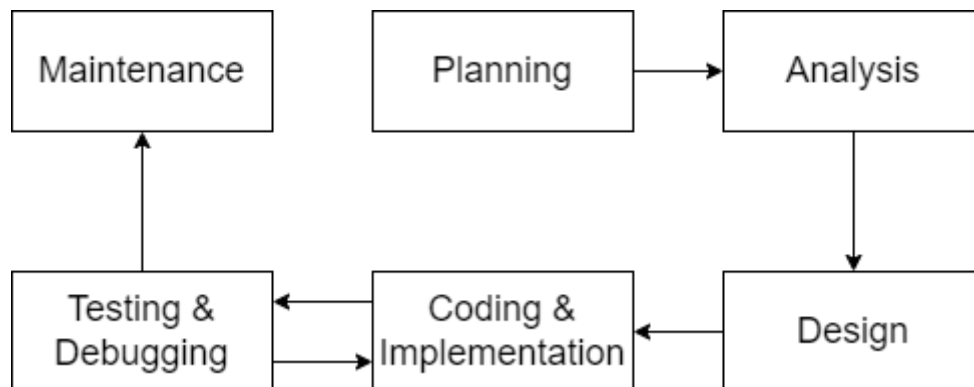 Maintenance
Planning
Analysis
Testing &
Debugging
Coding &
Implementation
Design